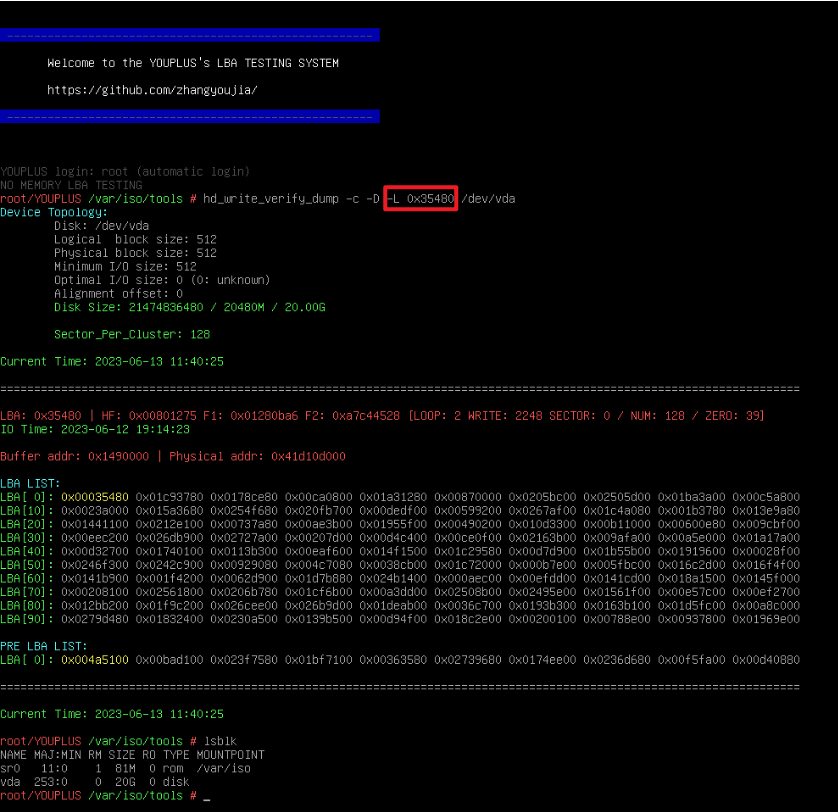 -----------------------------------------------------
Welcome to the YOUPLUS's LBA TESTING SYSTEM
https://github.com/zhangyoujia/
-----------------------------------------------------
YOUPLUS login: root (automatic login)
NO MEMORY LBA TESTING
root/YOUPLUS /var/iso/tools # hd_write_verify_dump -c -D -L 0x35480 /dev/vda
Device Topology:
Disk: /dev/vda
Logical  block size: 512
Physical block size: 512
Minimum I/O size: 512
Optimal I/O size: 0 (0: unknown)
Alignment offset: 0
Disk Size: 21474836480 / 20480M / 20.00G
Sector_Per_Cluster: 128
Current Time: 2023-06-13 11:40:25
======================================================================================================================
LBA: 0x35480 | HF: 0x00801275 F1: 0x01280ba6 F2: 0xa7c44528 [LOOP: 2 WRITE: 2248 SECTOR: 0 / NUM: 128 / ZERO: 39]
IO Time: 2023-06-12 19:14:23
Buffer addr: 0x1490000 | Physical addr: 0x41d10d000
LBA LIST:
LBA[ 0]: 0x00035480 0x01c93780 0x0178ce80 0x00ca0800 0x01a31280 0x00870000 0x0205bc00 0x02505d00 0x01ba3a00 0x00c5a800
LBA[10]: 0x0023a000 0x015a3680 0x0254f680 0x020fb700 0x00dedf00 0x00599200 0x0267af00 0x01c4a080 0x001b3780 0x013e9a80
LBA[20]: 0x01441100 0x0212e100 0x00737a80 0x00ae3b00 0x01955f00 0x00490200 0x010d3300 0x00b11000 0x00600e80 0x009cbf00
LBA[30]: 0x00eec200 0x026db900 0x02727a00 0x00207d00 0x00d4c400 0x00ce0f00 0x02163b00 0x009afa00 0x00a5e000 0x01a17a00
LBA[40]: 0x00d32700 0x01740100 0x0113b300 0x00eaf600 0x014f1500 0x01c29580 0x00d7d900 0x01b55b00 0x01919600 0x00028f00
LBA[50]: 0x0246f300 0x0242c900 0x00929080 0x004c7080 0x0038cb00 0x01c72000 0x000b7e00 0x005fbc00 0x016c2d00 0x016f4f00
LBA[60]: 0x0141b900 0x001f4200 0x0062d900 0x01d7b880 0x024b1400 0x000aec00 0x00efdd00 0x0141cd00 0x018a1500 0x0145f000
LBA[70]: 0x00208100 0x02561800 0x0206b780 0x01cf6b00 0x00a3dd00 0x02508b00 0x02495e00 0x01561f00 0x00e57c00 0x00ef2700
LBA[80]: 0x012bb200 0x01f9c200 0x026cee00 0x026b9d00 0x01deab00 0x0036c700 0x0193b300 0x0163b100 0x01d5fc00 0x00a8c000
LBA[90]: 0x0279d480 0x01832400 0x0230a500 0x0139b500 0x00d94f00 0x018c2e00 0x00200100 0x00788e00 0x00937800 0x01969e00
PRE LBA LIST:
LBA[ 0]: 0x004a5100 0x00bad100 0x023f7580 0x01bf7100 0x00363580 0x02739680 0x0174ee00 0x0236d680 0x00f5fa00 0x00d40880
======================================================================================================================
Current Time: 2023-06-13 11:40:25
root/YOUPLUS /var/iso/tools # lsblk
NAME MAJ:MIN RM SIZE RO TYPE MOUNTPOINT
sr0   11:0    1  81M  0 rom  /var/iso
vda  253:0    0  20G  0 disk
root/YOUPLUS /var/iso/tools # _